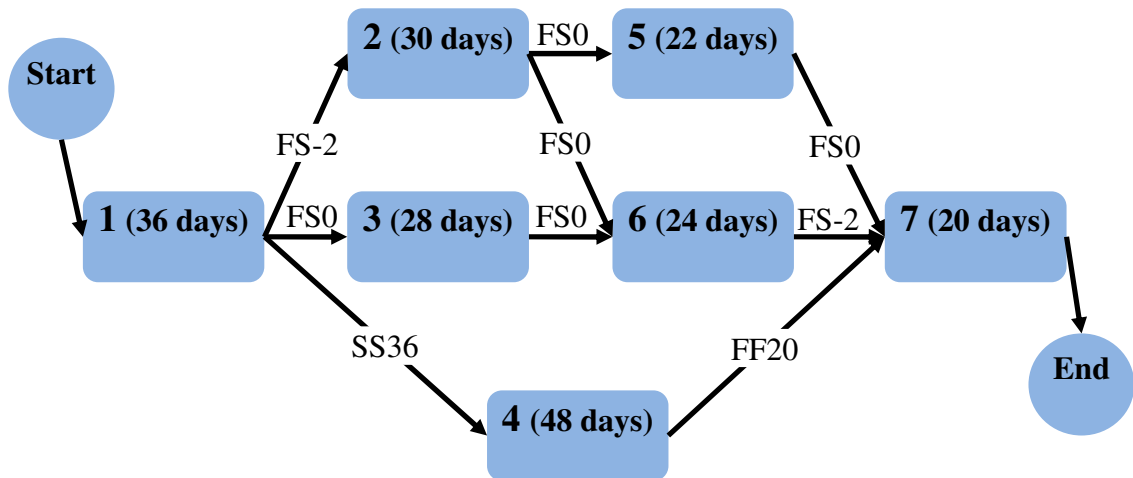 2 (30 days)
FS0
5 (22 days)
Start
FS-2
FS0
FS0
1 (36 days)
FS0
3 (28 days)
FS0
6 (24 days)
FS-2
7 (20 days)
SS36
FF20
End
4 (48 days)